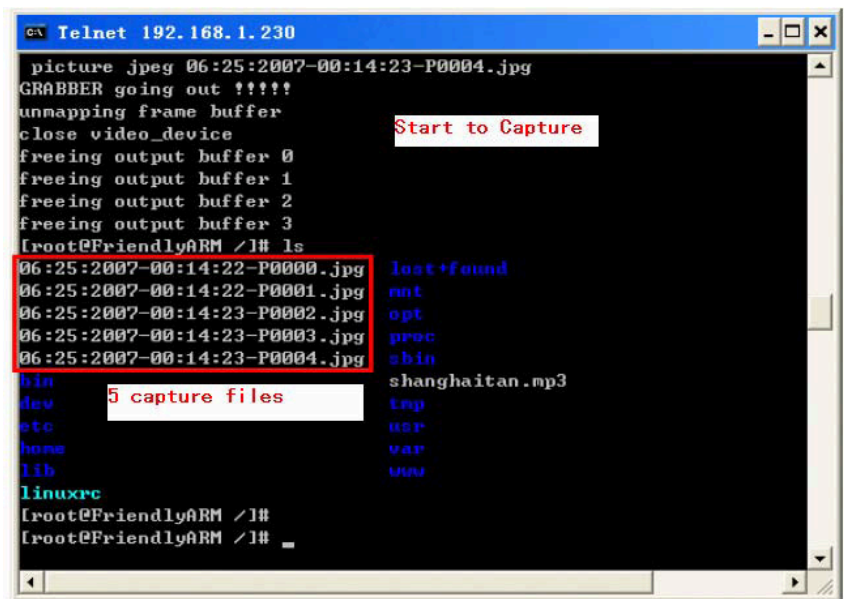 Telnet 192.168.1.230
picture jpeg 06:25:2007-00:14:23-P0004.jpg
GRABBER going out !!!!!
unmapping frame buffer
Start to Capture
close video_device
freeing output buffer 0
freeing output buffer 1
freeing output buffer 2
freeing output buffer 3
[root@FriendlyARM /]# ls
06:25:2007-00:14:22-P0000.jpg lost+found
06:25:2007-00:14:22-P0001.jpg mnt
06:25:2007-00:14:23-P0002.jpg opt
06:25:2007-00:14:23-P0003.jpg proc
06:25:2007-00:14:23-P0004.jpg sbin
bin shanghaitan.mp3
5 capture files
dev tmp
etc usr
home var
lib www
linuxrc
[root@FriendlyARM /]#
[root@FriendlyARM /]# _